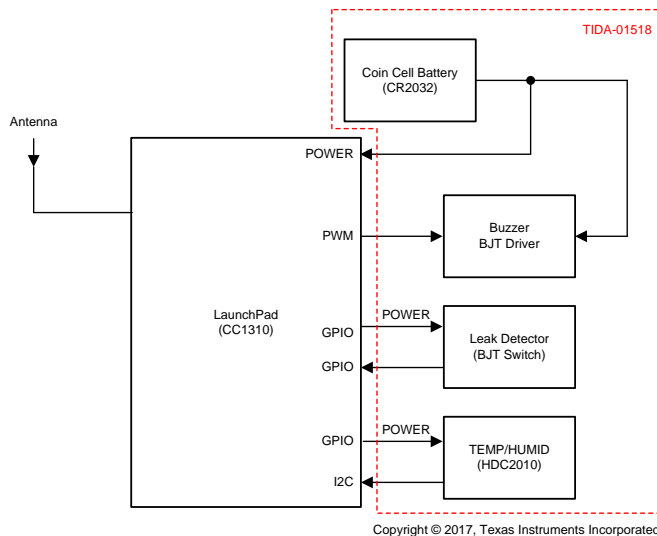 TIDA-01518
Coin Cell Battery
(CR2032)
Antenna
POWER
PWM
Buzzer
BJT Driver
LaunchPad
(CC1310)
POWER
GPIO
GPIO
Leak Detector
(BJT Switch)
POWER
GPIO
I2C
TEMP/HUMID
(HDC2010)
Copyright © 2017, Texas Instruments Incorporated